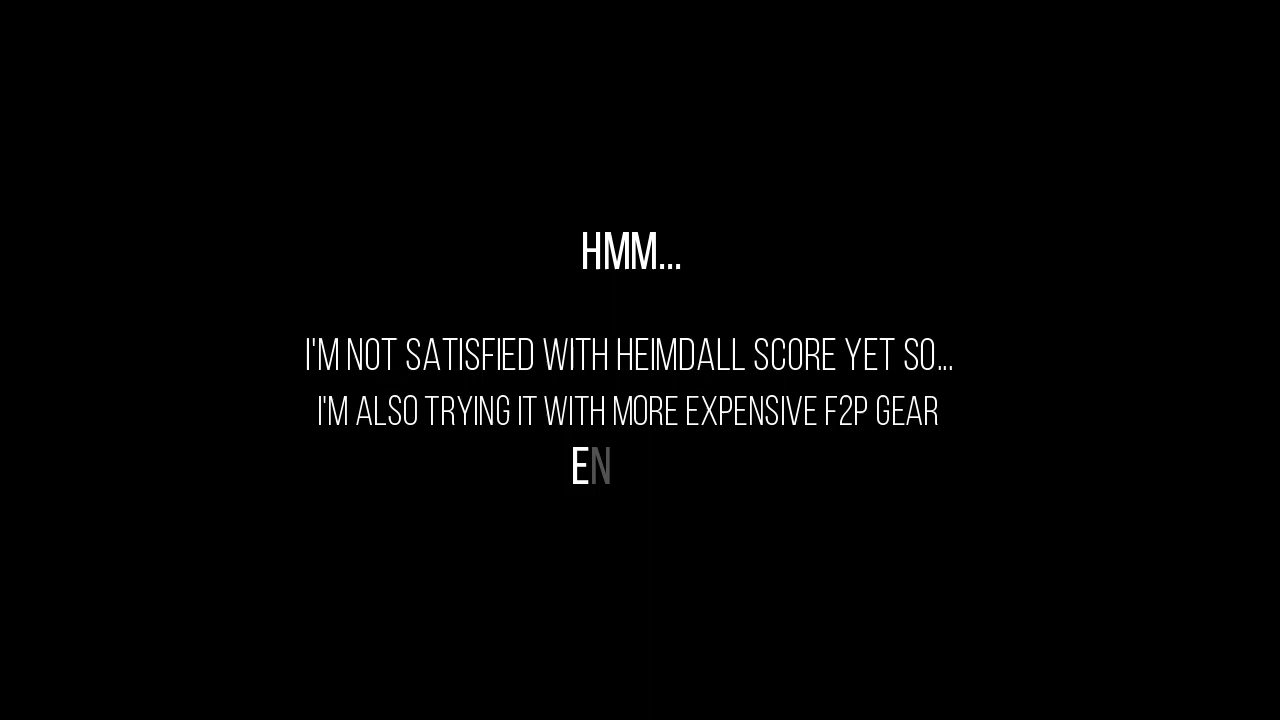 HMM...
I'M NOT SATISFIED WITH HEIMDALL SCORE YET SO...
I'M ALSO TRYING IT WITH MORE EXPENSIVE F2P GEAR
EN